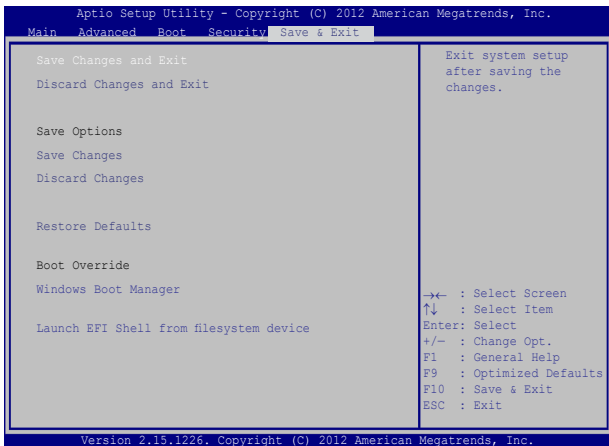 Aptio Setup Utility - Copyright (C) 2012 American Megatrends, Inc.
Main Advanced Boot Security Save & Exit
Save Changes and Exit
Discard Changes and Exit
Save Options
Save Changes
Discard Changes
Restore Defaults
Boot Override
Windows Boot Manager
Launch EFI Shell from filesystem device
Exit system setup
after saving the
changes.
→← : Select Screen
↑↓ : Select Item
Enter: Select
+/— : Change Opt.
F1 : General Help
F9 : Optimized Defaults
F10 : Save & Exit
ESC : Exit
Version 2.15.1226. Copyright (C) 2012 American Megatrends, Inc.